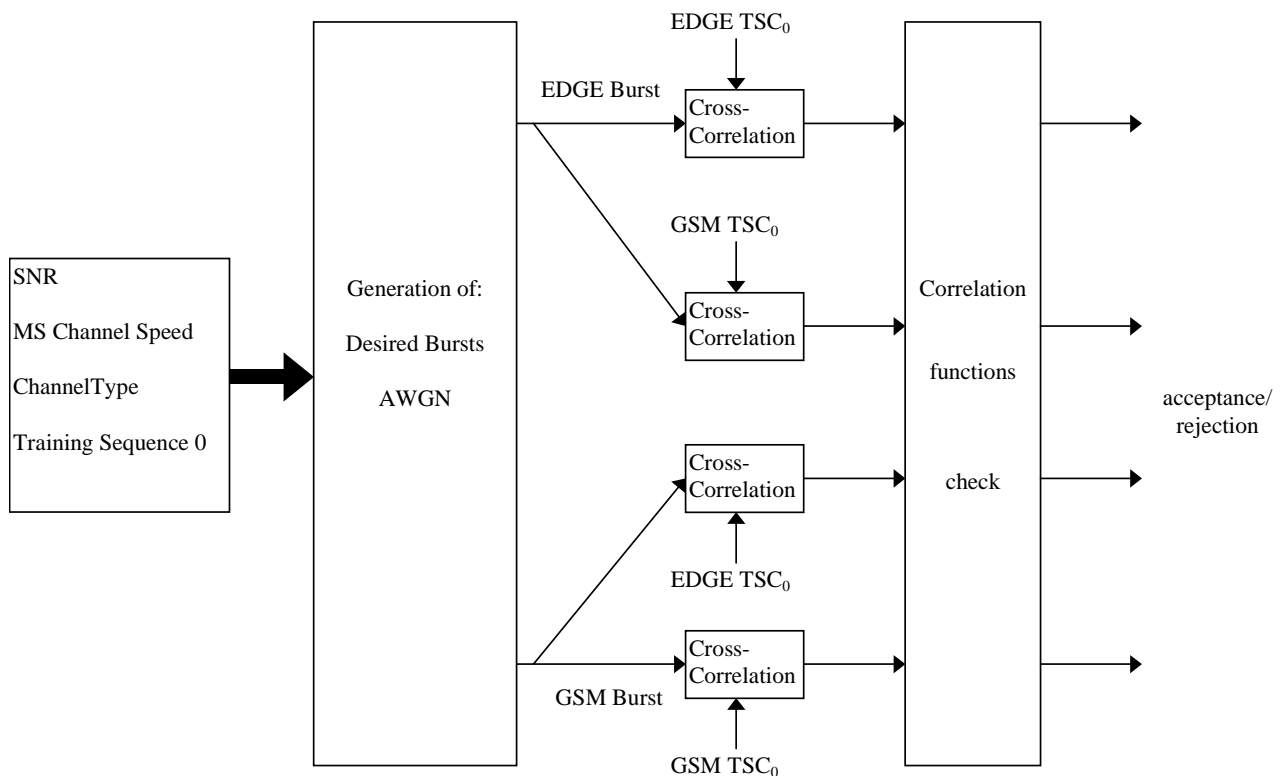 SNR
MS Channel Speed
ChannelType
Training Sequence 0
Generation of:
Desired Bursts
AWGN
EDGE Burst
GSM Burst
EDGE TSC₀
Cross-
Correlation
GSM TSC₀
Cross-
Correlation
Cross-
Correlation
EDGE TSC₀
Cross-
Correlation
GSM TSC₀
Correlation
functions
check
acceptance/
rejection